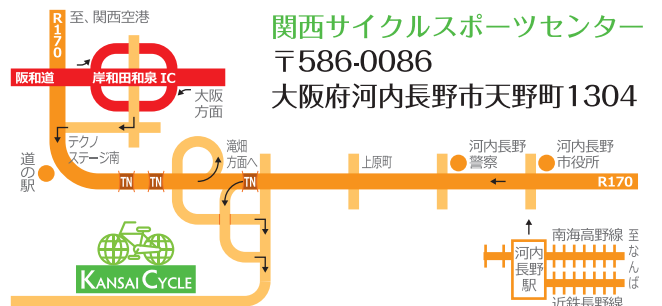 関西サイクルスポーツセンター
〒586-0086
大阪府河内長野市天野町1304
R170
至、関西空港
阪和道
岸和田和泉IC
大阪
方面
テクノ
ステージ南
道の駅
TN
TN
滝畑
方面へ
TN
上原町
河内長野
警察
河内長野
市役所
R170
KANSAI CYCLE
河内
長野
駅
南海高野線
近鉄長野線
至なんば